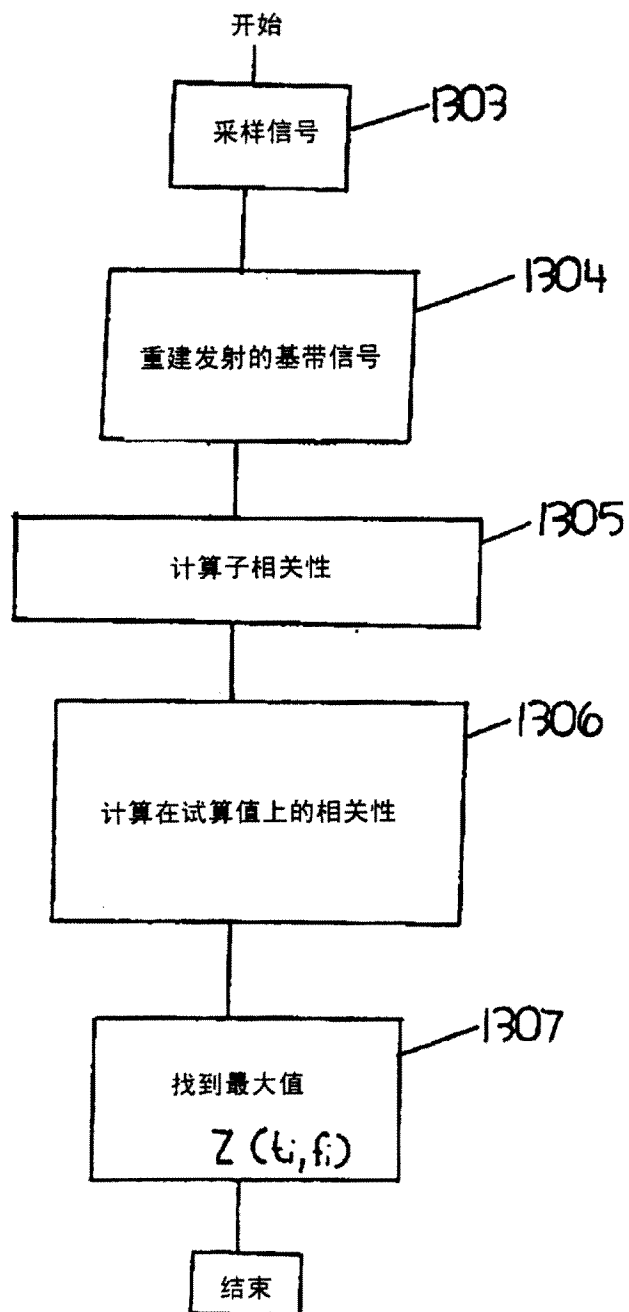 开始
采样信号
1303
重建发射的基带信号
1304
计算子相关性
1305
计算在试算值上的相关性
1306
找到最大值
Z (ti,fi)
1307
结束